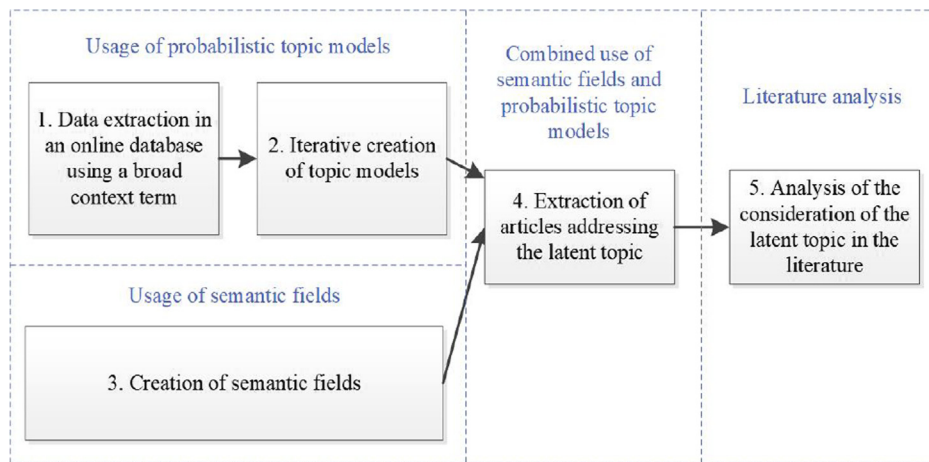 Usage of probabilistic topic models
1. Data extraction in
an online database
using a broad
context term
2. Iterative creation
of topic models
Usage of semantic fields
3. Creation of semantic fields
Combined use of
semantic fields and
probabilistic topic
models
4. Extraction of
articles addressing
the latent topic
Literature analysis
5. Analysis of the
consideration of the
latent topic in the
literature